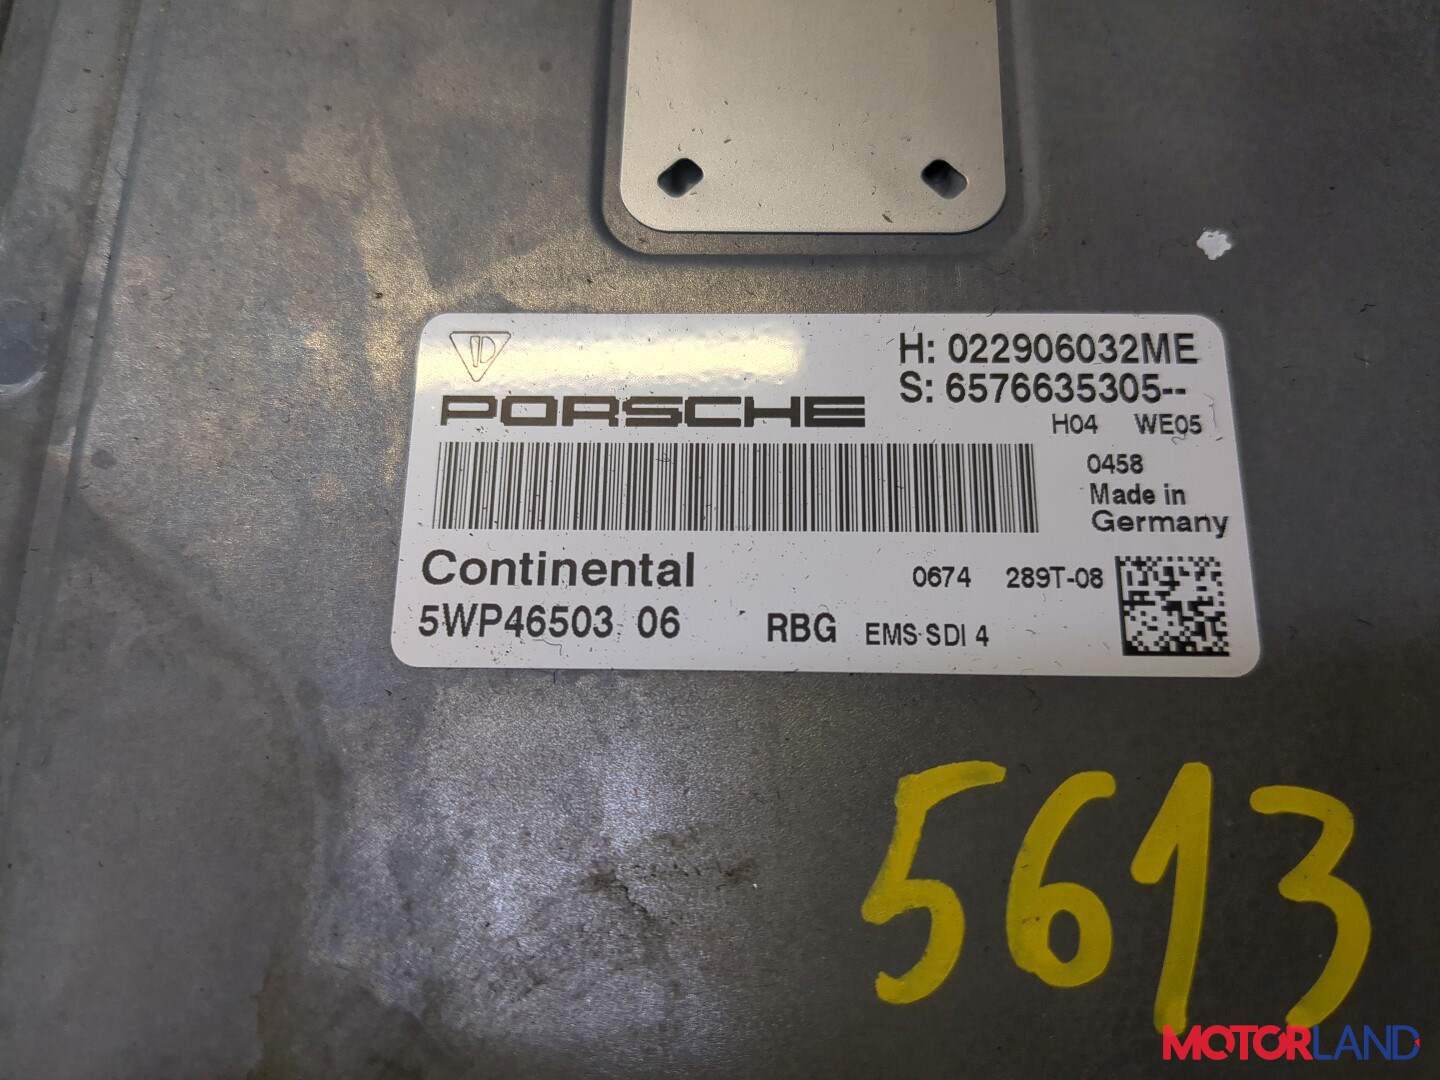 ID
PORSCHE
H: 022906032ME
S: 6576635305--
H04 WE05
0458
Made in
Germany
Continental
0674 289T-08
5WP46503 06 RBG EMS SDI 4
5613
MOTORLAND